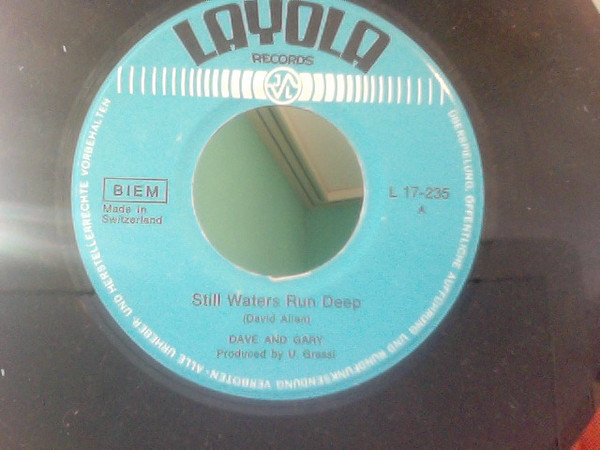 LAYOLA
RECORDS
BIEM
Made in
Switzerland
L 17-235
A
Still Waters Run Deep
(David Allen)
DAVE AND GARY
Produced by U. Grassi
ALLE URHEBER- UND HERSTELLERRECHTE VORBEHALTEN
ÜBERSPIELUNG, ÖFFENTLICHE AUFFÜHRUNG UND RUNDFUNKSENDUNG VERBOTEN -